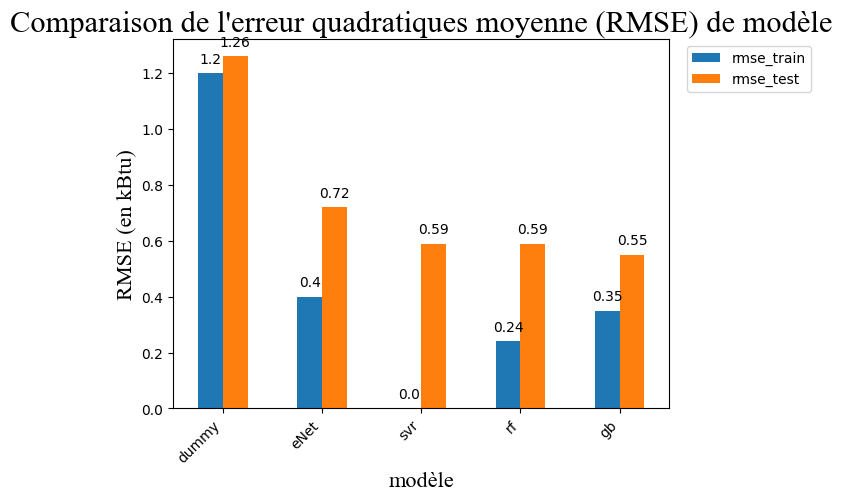 Comparaison de l'erreur quadratiques moyenne (RMSE) de modèle
rmse_train
rmse_test
RMSE (en kBtu)
1.2
1.0
0.8
0.6
0.4
0.2
0.0
1.2
1.26
0.4
0.72
0.0
0.59
0.24
0.59
0.35
0.55
dummy
eNet
svr
rf
gb
modèle